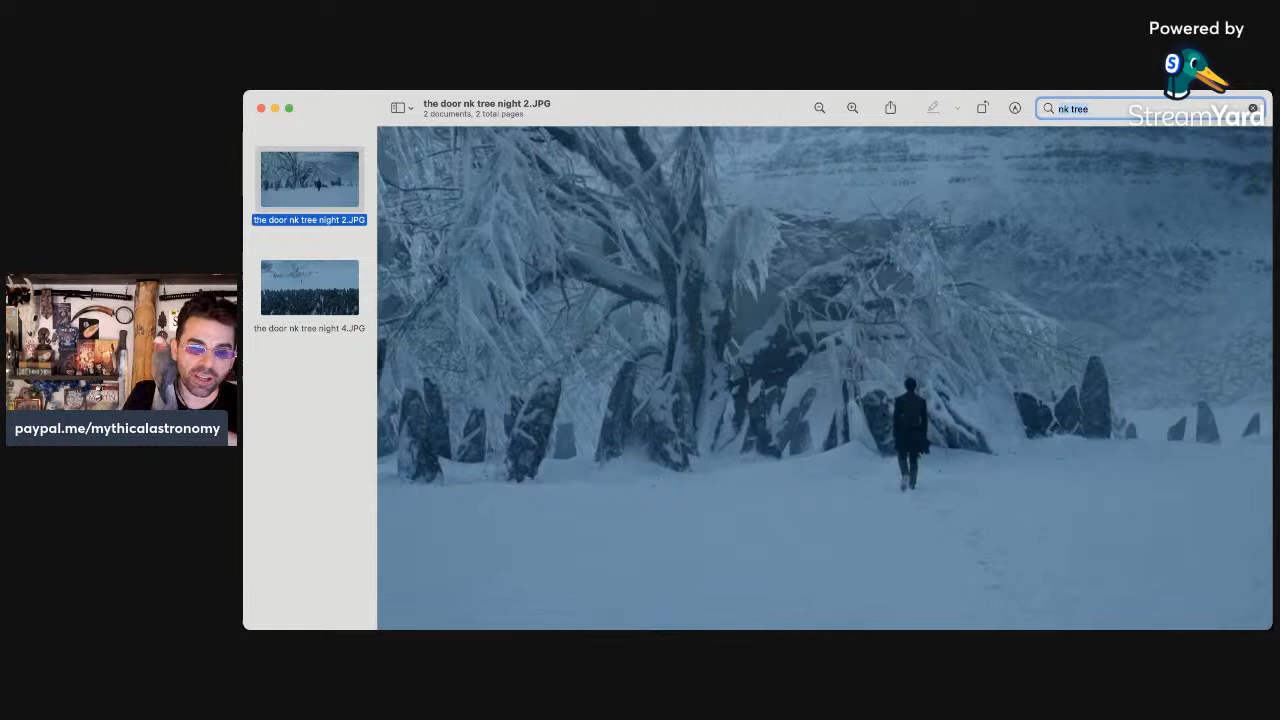 Powered by
S
StreamYard
the door nk tree night 2.JPG
2 documents, 2 total pages
nk tree
the door nk tree night 2.JPG
the door nk tree night 4.JPG
paypal.me/mythicalastronomy